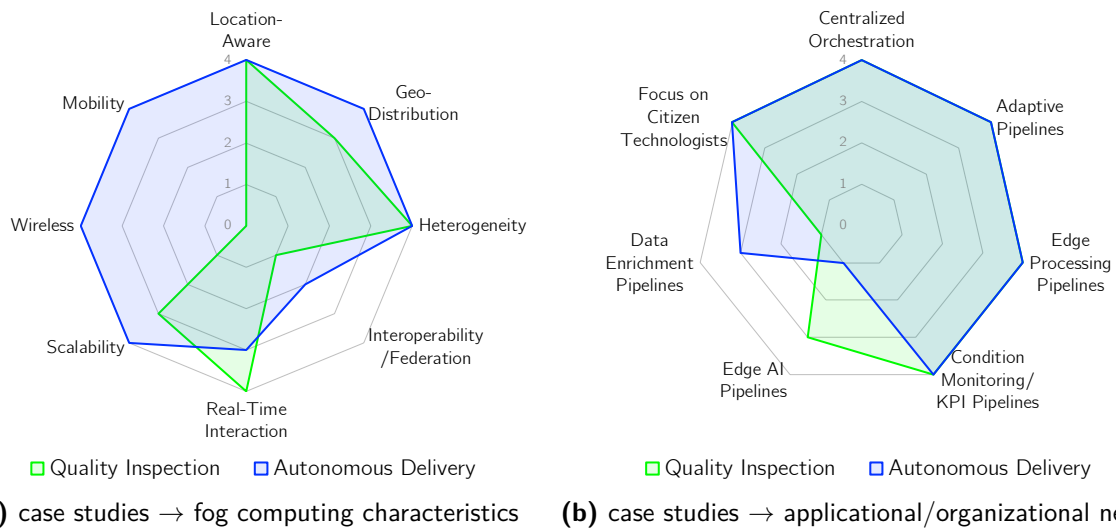 Location-
Aware
Geo-
Distribution
Heterogeneity
Interoperability
/Federation
Real-Time
Interaction
Scalability
Wireless
Mobility
4
3
2
1
0
Quality Inspection
Autonomous Delivery
) case studies → fog computing characteristics
Centralized
Orchestration
Adaptive
Pipelines
Edge
Processing
Pipelines
Condition
Monitoring/
KPI Pipelines
Edge AI
Pipelines
Data
Enrichment
Pipelines
Focus on
Citizen
Technologists
4
3
2
1
0
Quality Inspection
Autonomous Delivery
(b) case studies → applicational/organizational